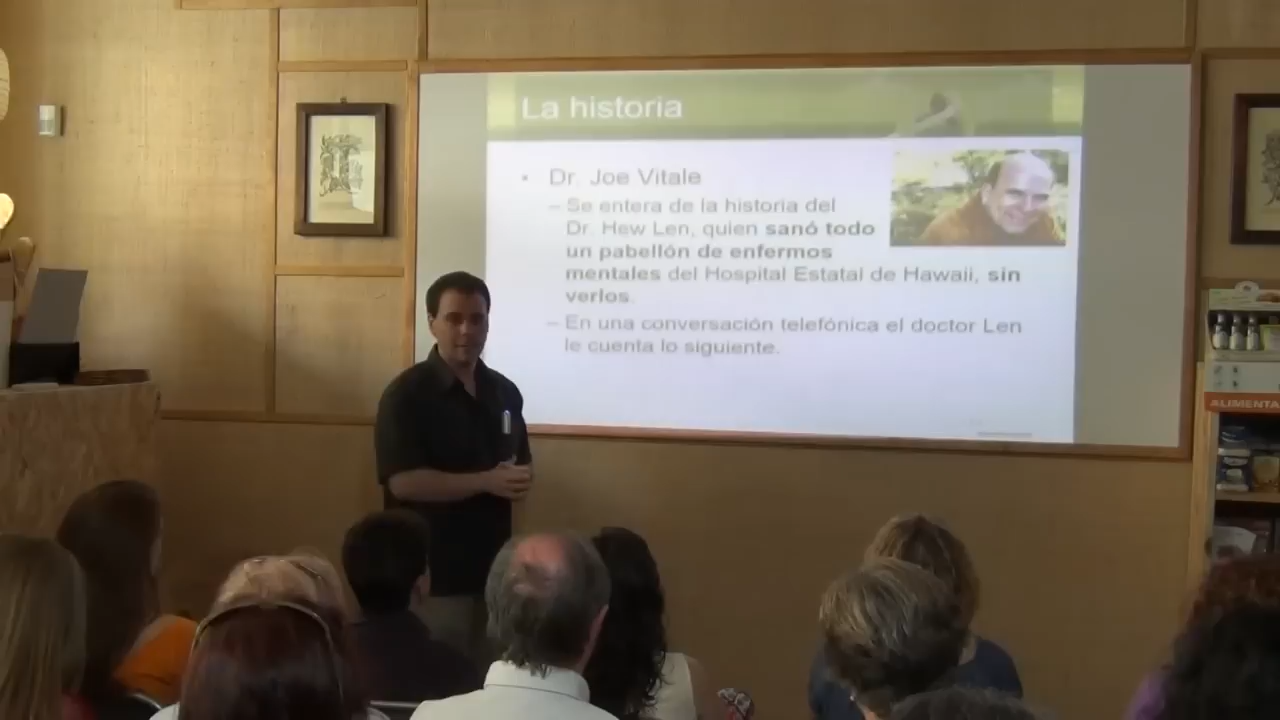 La historia
• Dr. Joe Vitale
– Se entera de la historia del
Dr. Hew Len, quien sanó todo
un pabellón de enfermos
mentales del Hospital Estatal de Hawaii, sin
verlos.
– En una conversación telefónica el doctor Len
le cuenta lo siguiente.
ALIMENTA